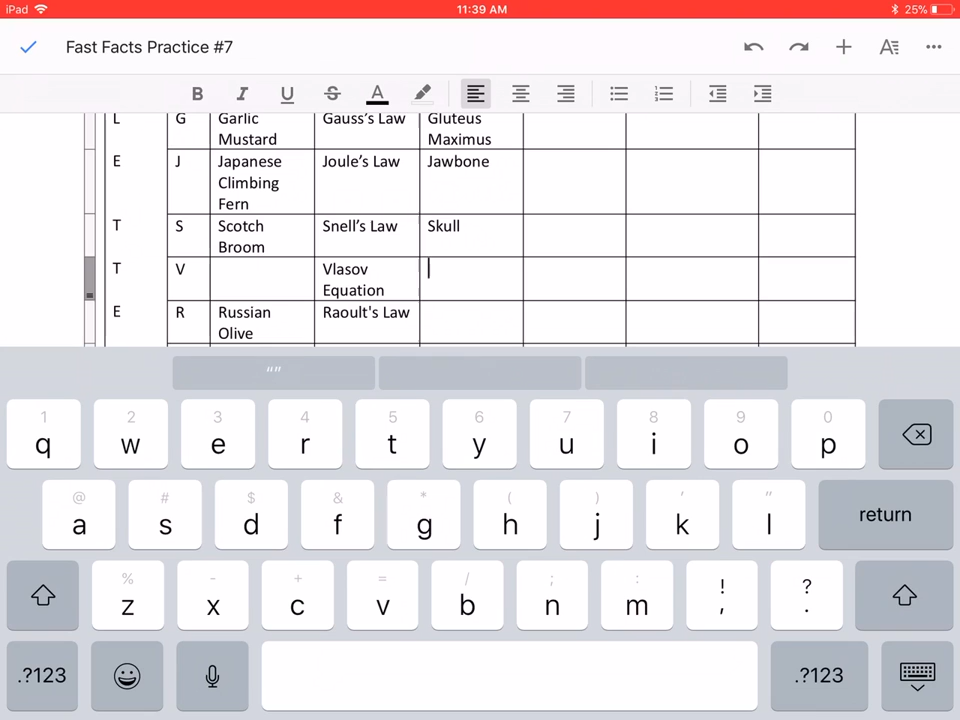 iPad 11:39 AM 25%
Fast Facts Practice #7
B I U S A A
L G Garlic Gauss’s Law Gluteus
Mustard Maximus
E J Japanese Joule’s Law Jawbone
Climbing
Fern
T S Scotch Snell’s Law Skull
Broom
T V Vlasov
Equation
E R Russian Raoult's Law
Olive
“”
1 2 3 4 5 6 7 8 9 0
q w e r t y u i o p
@ # $ & * ( ) ' "
a s d f g h j k l return
% - + = / ; : ! ?
z x c v b n m , .
.?123 .?123